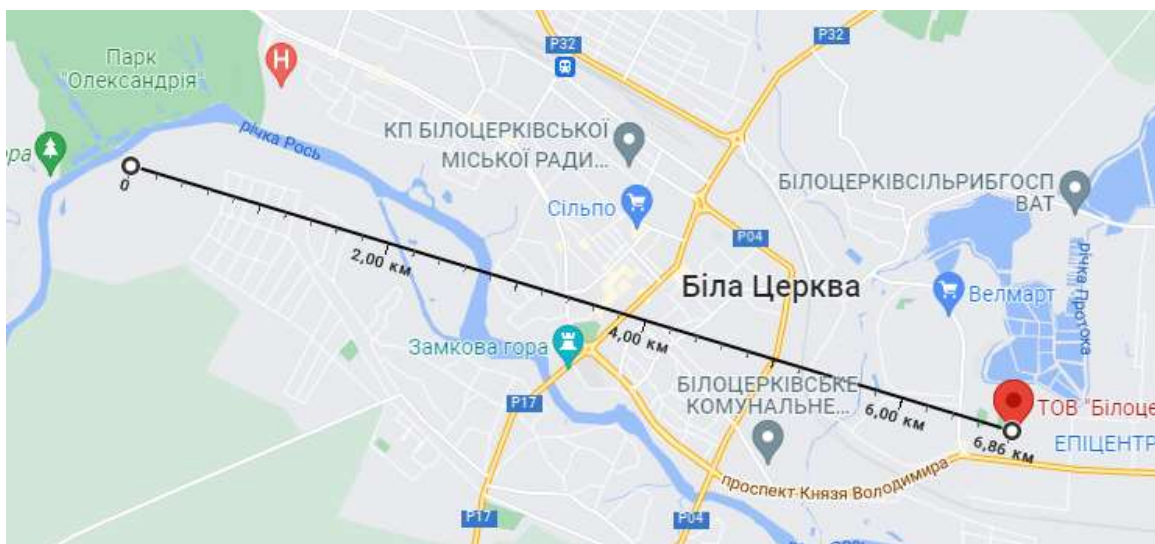 Парк
"Олександрія"
H
P32
P32
річка Рось
КП БІЛОЦЕРКІВСЬКОЇ
МІСЬКОЇ РАДИ...
ора
0
БІЛОЦЕРКІВСІЛЬРИБГОСП
ВАТ
Сільпо
P04
2,00 км
Біла Церква
річка Протока
Велмарт
4,00 км
Замкова гора
БІЛОЦЕРКІВСЬКЕ
КОМУНАЛЬНЕ...
P17
6,00 км
ТОВ "Білоце
6,86 км
ЕПІЦЕНТР
проспект Князя Володимира
P17
P04